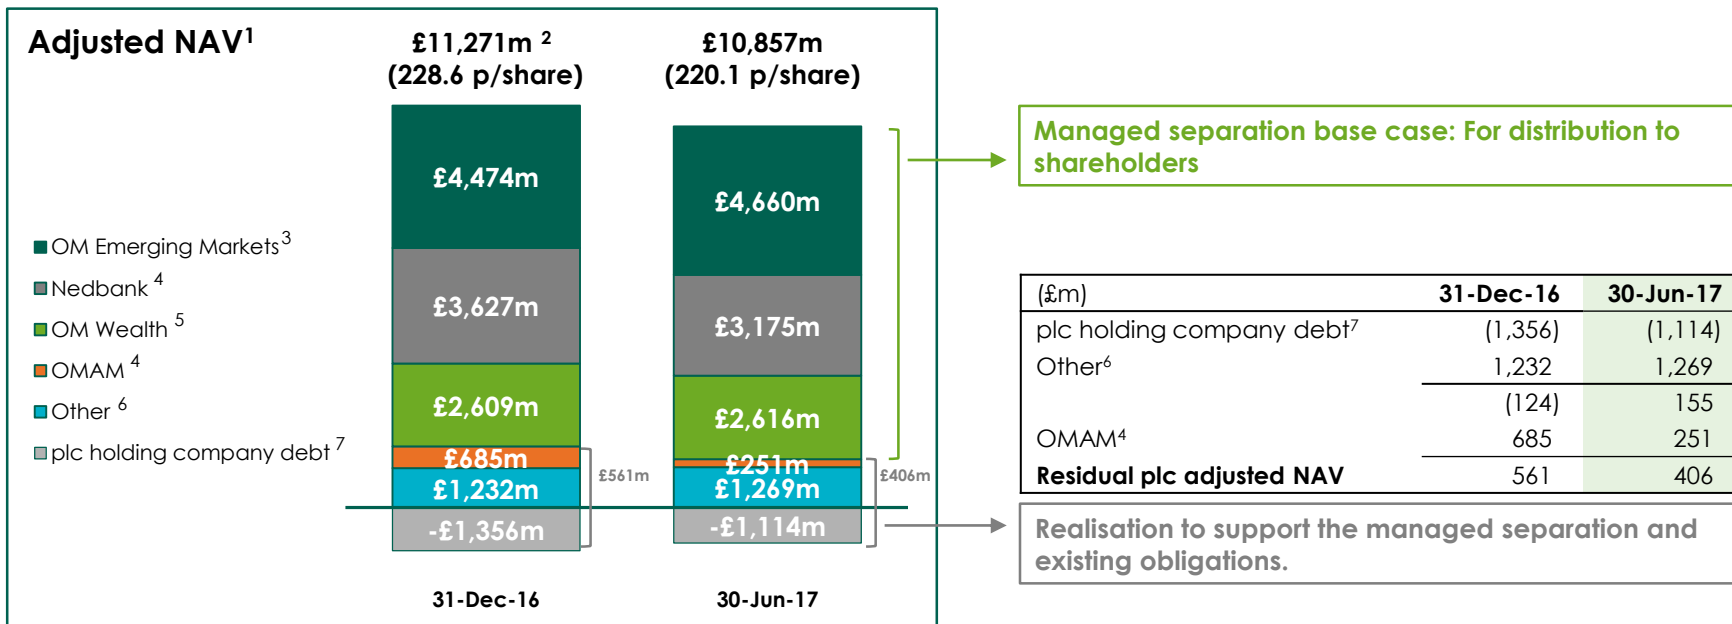 Adjusted NAV1
£11,271m 2
(228.6 p/share)
£10,857m
(220.1 p/share)
OM Emerging Markets3
Nedbank 4
OM Wealth 5
OMAM 4
Other 6
plc holding company debt 7
£4,474m
£3,627m
£2,609m
£685m
£1,232m
-£1,356m
£561m
£4,660m
£3,175m
£2,616m
£251m
£1,269m
-£1,114m
£406m
31-Dec-16
30-Jun-17
Managed separation base case: For distribution to
shareholders
(£m) 31-Dec-16 30-Jun-17
plc holding company debt7 (1,356) (1,114)
Other6 1,232 1,269
(124) 155
OMAM4 685 251
Residual plc adjusted NAV 561 406
Realisation to support the managed separation and
existing obligations.